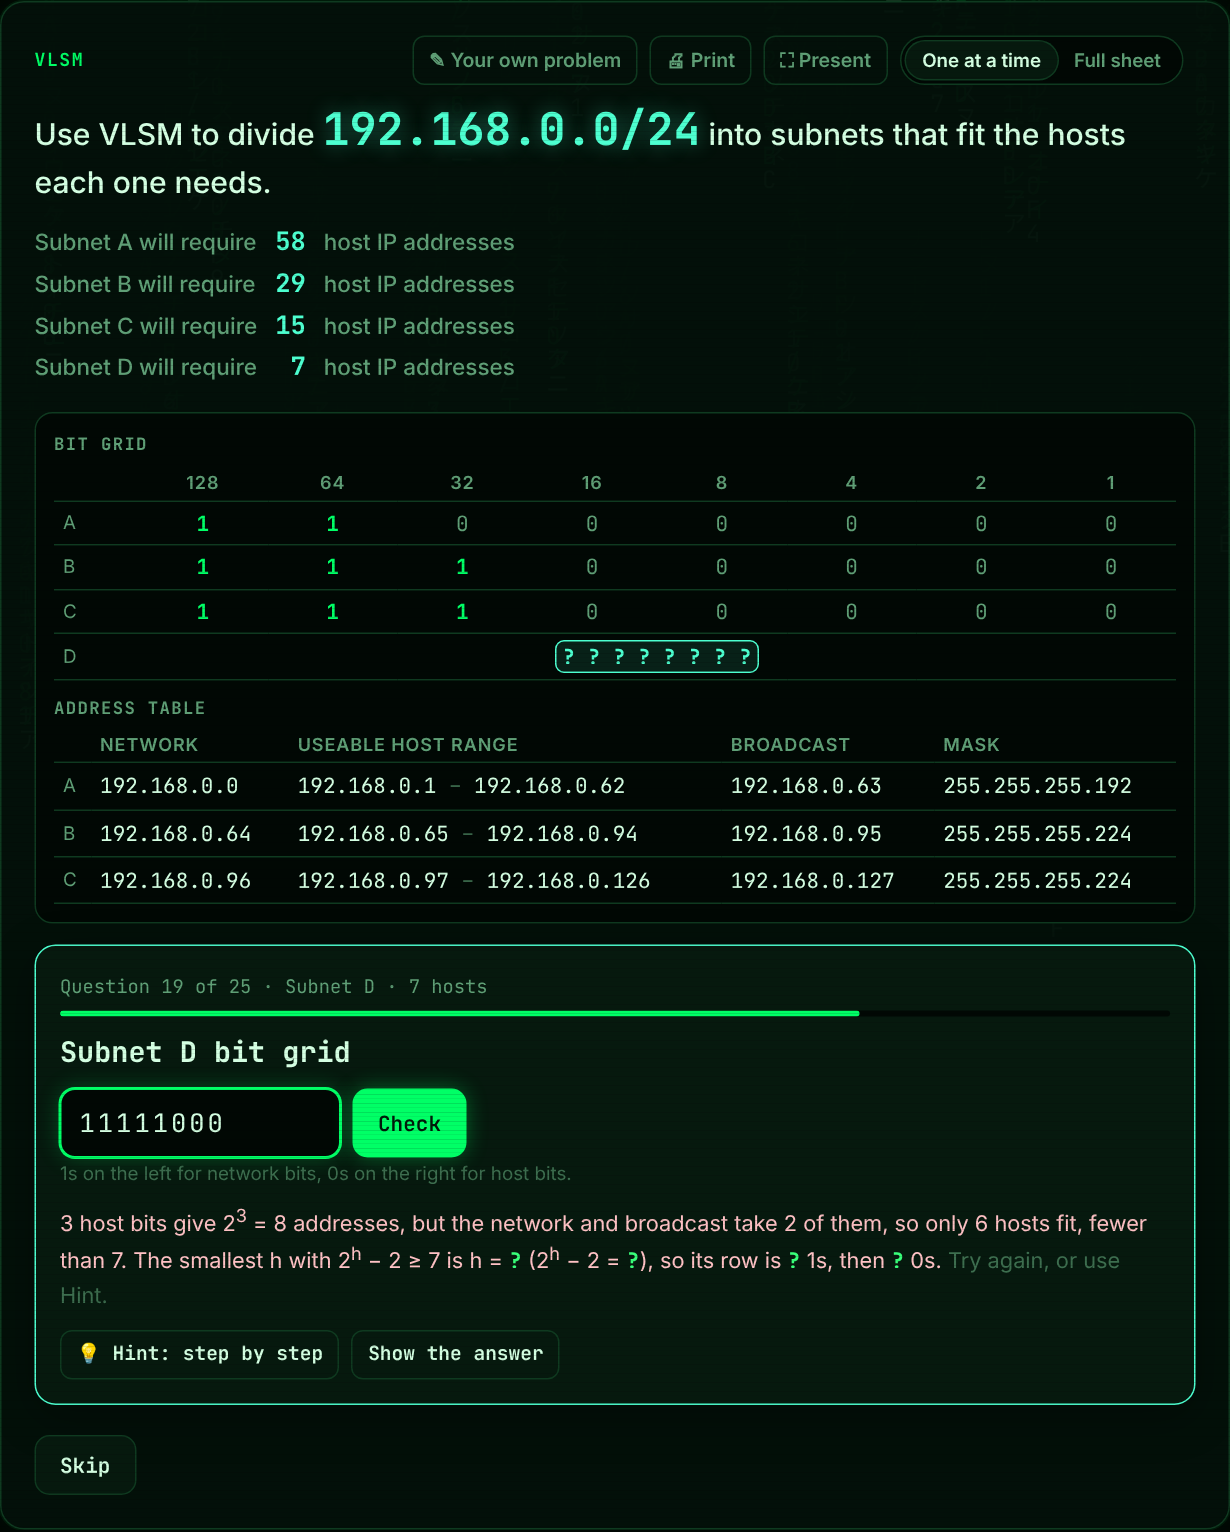 VLSM
✎ Your own problem
🖨 Print
⛶ Present
One at a time
Full sheet
Use VLSM to divide 192.168.0.0/24 into subnets that fit the hosts
each one needs.
Subnet A will require 58 host IP addresses
Subnet B will require 29 host IP addresses
Subnet C will require 15 host IP addresses
Subnet D will require 7 host IP addresses
BIT GRID
128 64 32 16 8 4 2 1
A 1 1 0 0 0 0 0 0
B 1 1 1 0 0 0 0 0
C 1 1 1 0 0 0 0 0
D ? ? ? ? ? ? ? ?
ADDRESS TABLE
NETWORK USEABLE HOST RANGE BROADCAST MASK
A 192.168.0.0 192.168.0.1 – 192.168.0.62 192.168.0.63 255.255.255.192
B 192.168.0.64 192.168.0.65 – 192.168.0.94 192.168.0.95 255.255.255.224
C 192.168.0.96 192.168.0.97 – 192.168.0.126 192.168.0.127 255.255.255.224
Question 19 of 25 · Subnet D · 7 hosts
Subnet D bit grid
11111000
Check
1s on the left for network bits, 0s on the right for host bits.
3 host bits give 2³ = 8 addresses, but the network and broadcast take 2 of them, so only 6 hosts fit, fewer
than 7. The smallest h with 2ʰ − 2 ≥ 7 is h = ? (2ʰ − 2 = ?), so its row is ? 1s, then ? 0s. Try again, or use
Hint.
💡 Hint: step by step
Show the answer
Skip